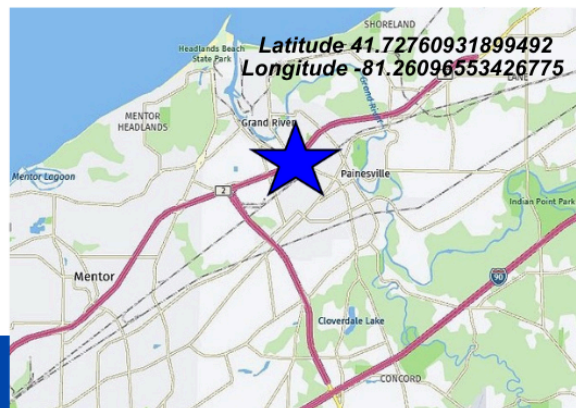 SHORELAND
Headlands Beach
State Park
Latitude 41.72760931899492
Longitude -81.26096553426775
LANE
Grand River
MENTOR
HEADLANDS
Grand River
Mentor Lagoon
Painesville
2
Indian Point Park
Mentor
90
Cloverdale Lake
CONCORD